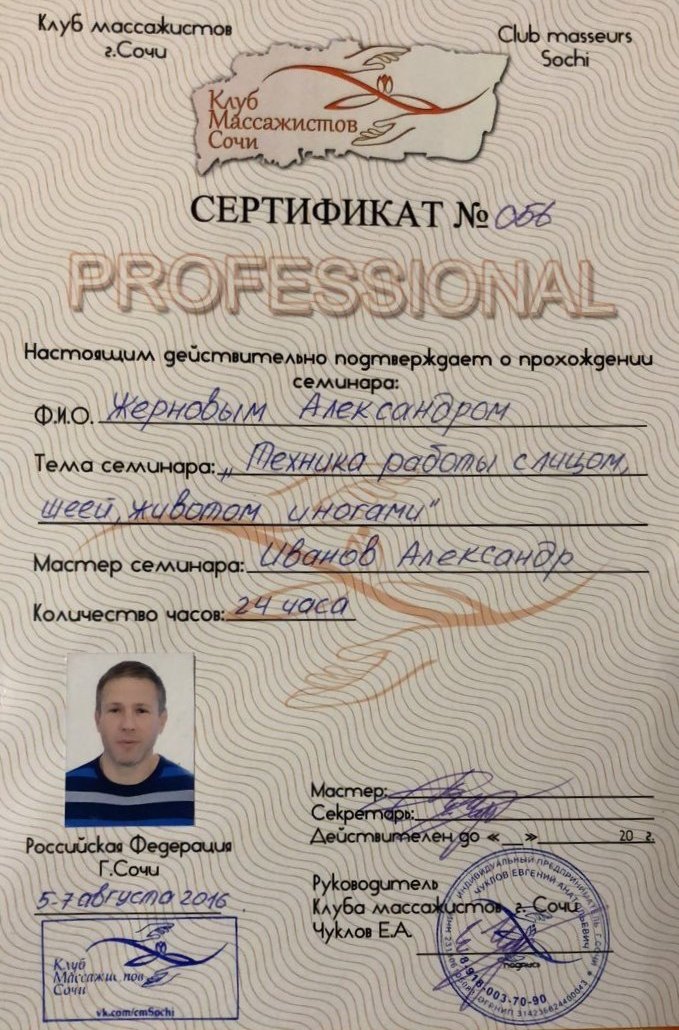 Клуб массажистов
г.Сочи
Club masseurs
Sochi
Клуб
Массажистов
Сочи
СЕРТИФИКАТ № 056
PROFESSIONAL
Настоящим действительно подтверждает о прохождении
семинара:
Ф.И.О. Жерновым Александром
Тема семинара: „Техника работы с лицом,
шеей, животом и ногами"
Мастер семинара: Иванов Александр
Количество часов: 24 часа
Мастер:
Секретарь:
Действителен до «__» 20 г.
Российская Федерация
Г.Сочи
5-7 августа 2016 .
Руководитель
Клуба массажистов г. Сочи
Чуклов Е.А.
Клуб
Массажистов
Сочи
vk.com/cmSochi
ИНДИВИДУАЛЬНЫЙ ПРЕДПРИНИМАТЕЛЬ Г.СОЧИ
ЧУКЛОВ ЕВГЕНИЙ АНАТОЛЬЕВИЧ
подпись
8-918-003-70-90
ОГРНИП 314236624400043